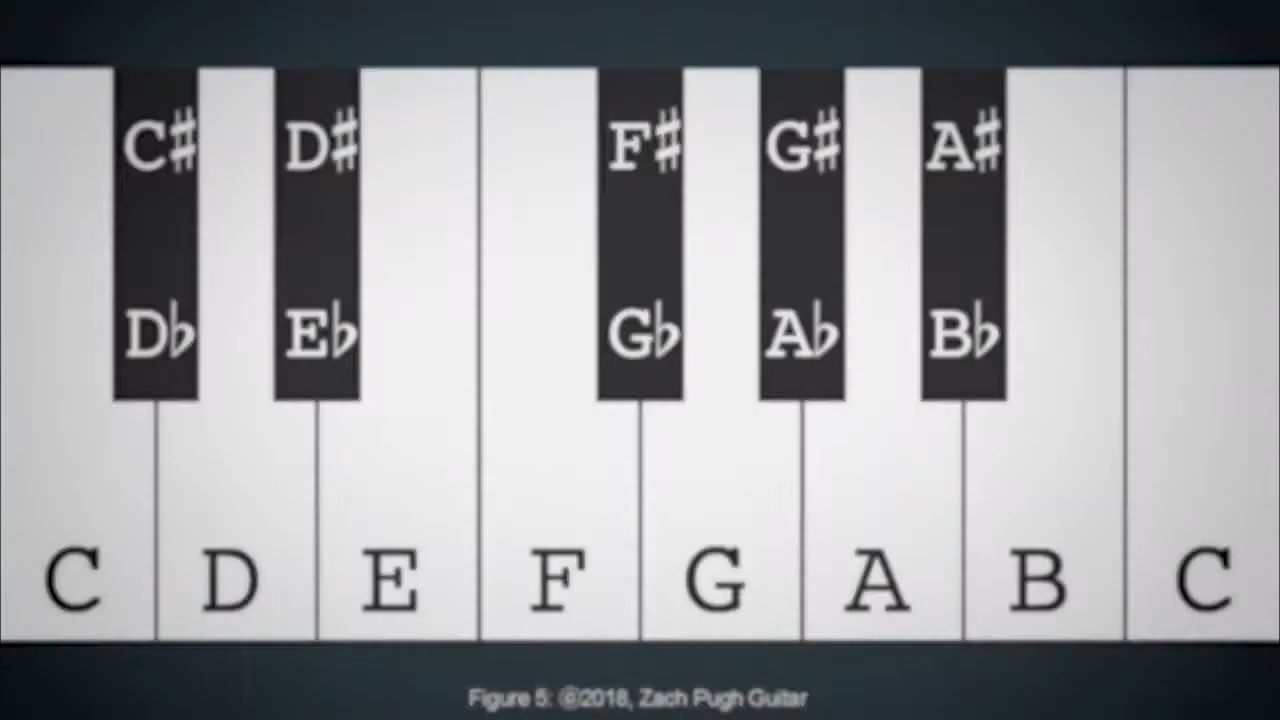 C♯ D♯ F♯ G♯ A♯
D♭ E♭ G♭ A♭ B♭
C D E F G A B C
Figure 5: ©2018, Zach Pugh Guitar